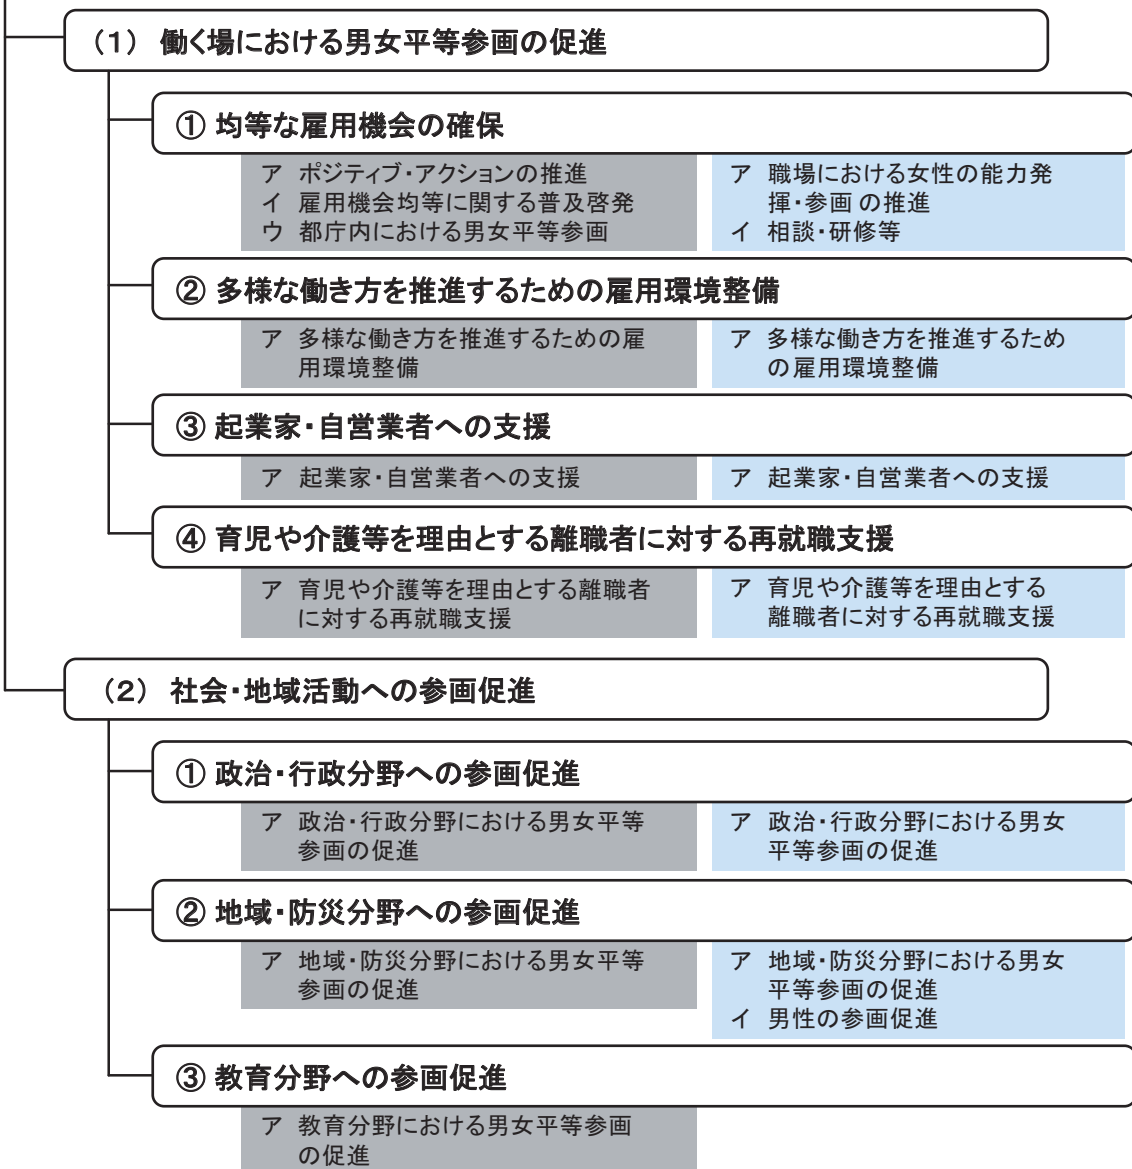 （１） 働く場における男女平等参画の促進
① 均等な雇用機会の確保
ア ポジティブ・アクションの推進
イ 雇用機会均等に関する普及啓発
ウ 都庁内における男女平等参画
ア 職場における女性の能力発
揮・参画 の推進
イ 相談・研修等
② 多様な働き方を推進するための雇用環境整備
ア 多様な働き方を推進するための雇
用環境整備
ア 多様な働き方を推進するため
の雇用環境整備
③ 起業家・自営業者への支援
ア 起業家・自営業者への支援
ア 起業家・自営業者への支援
④ 育児や介護等を理由とする離職者に対する再就職支援
ア 育児や介護等を理由とする離職者
に対する再就職支援
ア 育児や介護等を理由とする
離職者に対する再就職支援
（２） 社会・地域活動への参画促進
① 政治・行政分野への参画促進
ア 政治・行政分野における男女平等
参画の促進
ア 政治・行政分野における男女
平等参画の促進
② 地域・防災分野への参画促進
ア 地域・防災分野における男女平等
参画の促進
ア 地域・防災分野における男女
平等参画の促進
イ 男性の参画促進
③ 教育分野への参画促進
ア 教育分野における男女平等参画
の促進